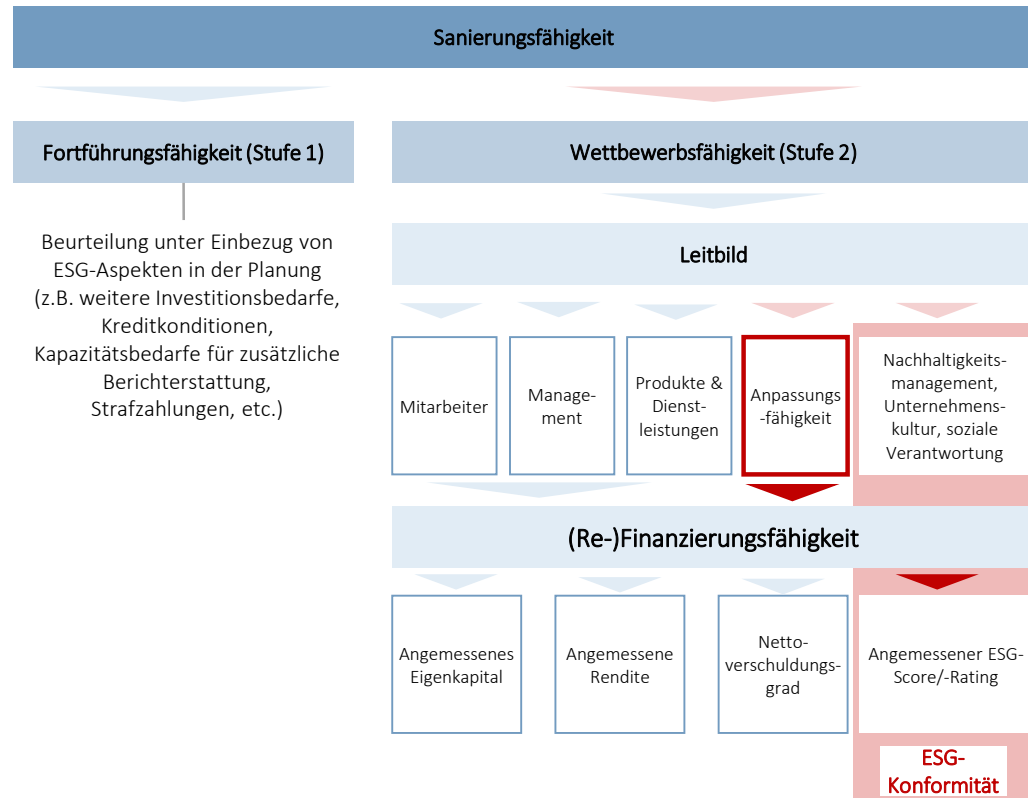 Sanierungsfähigkeit
Fortführungsfähigkeit (Stufe 1)
Beurteilung unter Einbezug von
ESG-Aspekten in der Planung
(z.B. weitere Investitionsbedarfe,
Kreditkonditionen,
Kapazitätsbedarfe für zusätzliche
Berichterstattung,
Strafzahlungen, etc.)
Wettbewerbsfähigkeit (Stufe 2)
Leitbild
Mitarbeiter
Manage-
ment
Produkte &
Dienst-
leistungen
Anpassungs
-fähigkeit
Nachhaltigkeits-
management,
Unternehmens-
kultur, soziale
Verantwortung
(Re-)Finanzierungsfähigkeit
Angemessenes
Eigenkapital
Angemessene
Rendite
Netto-
verschuldungs-
grad
Angemessener ESG-
Score/-Rating
ESG-
Konformität